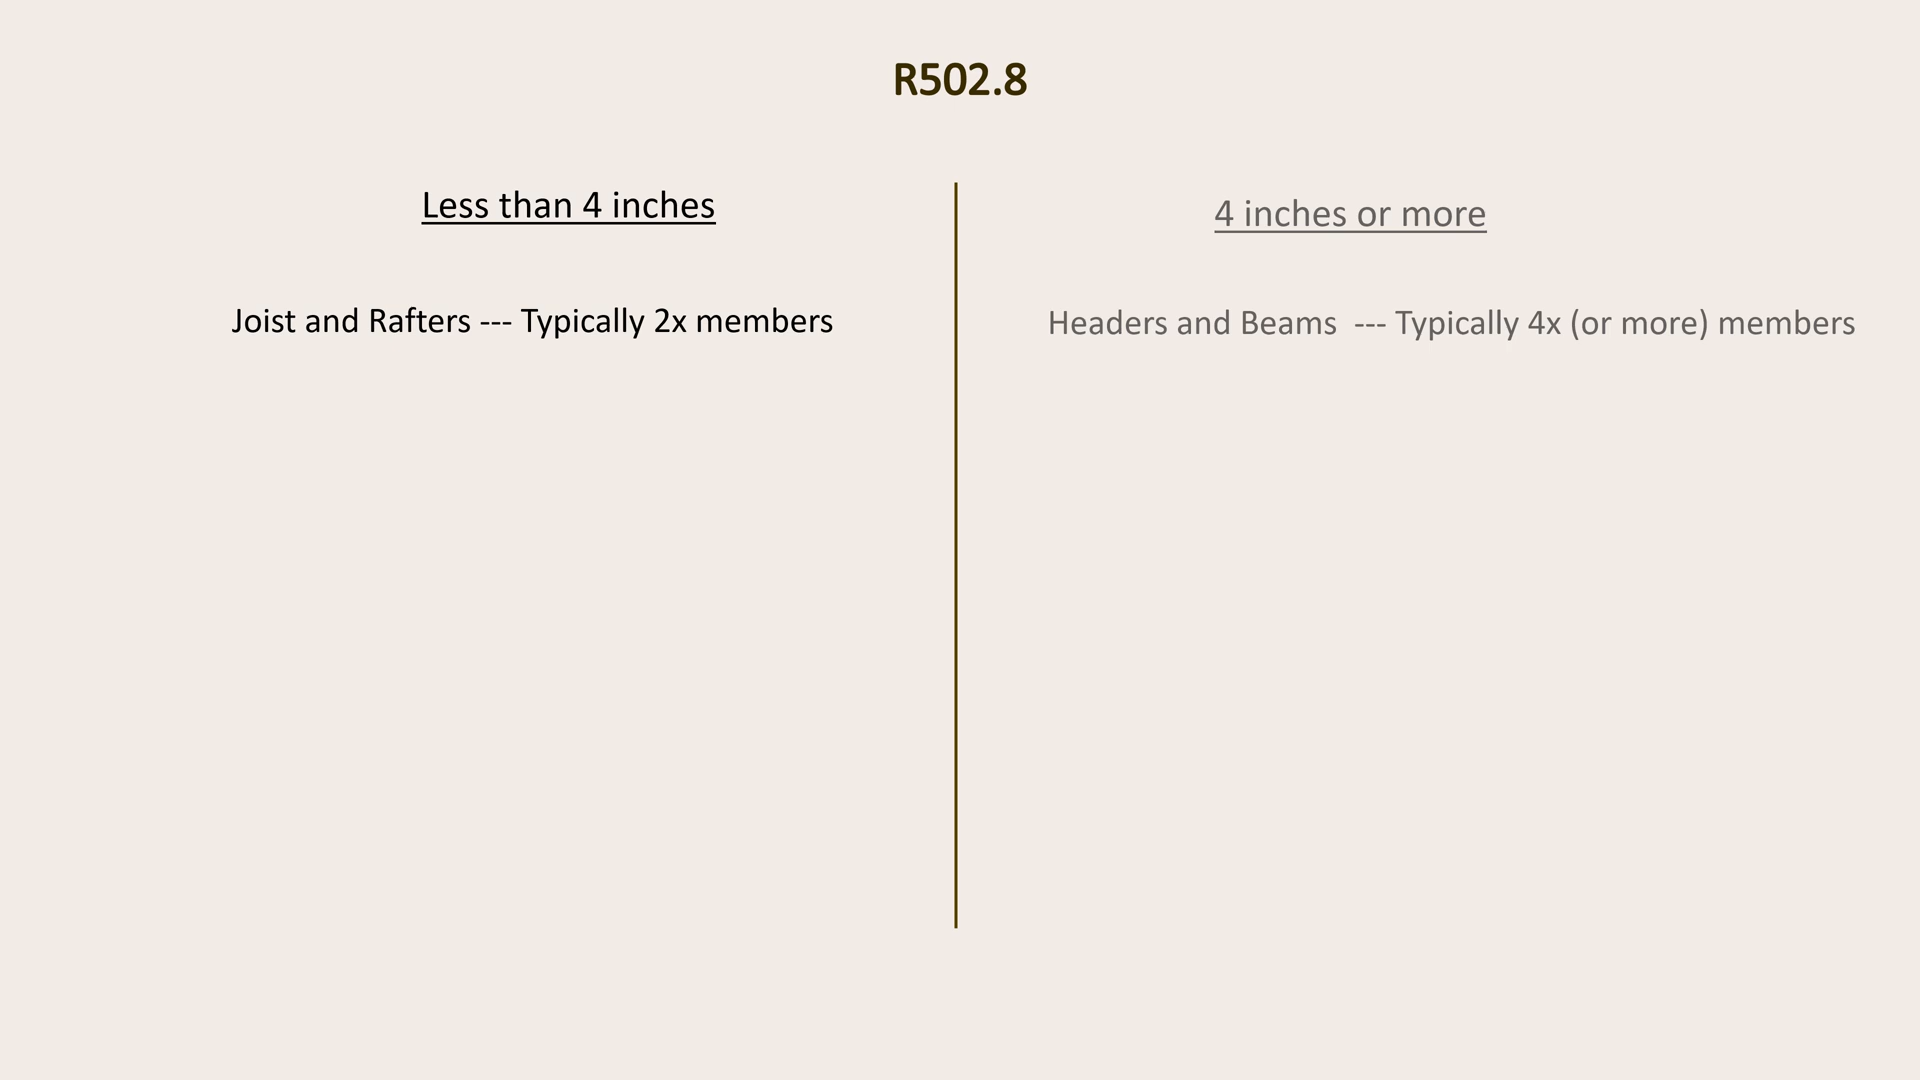 R502.8
Less than 4 inches
Joist and Rafters --- Typically 2x members
4 inches or more
Headers and Beams  --- Typically 4x (or more) members